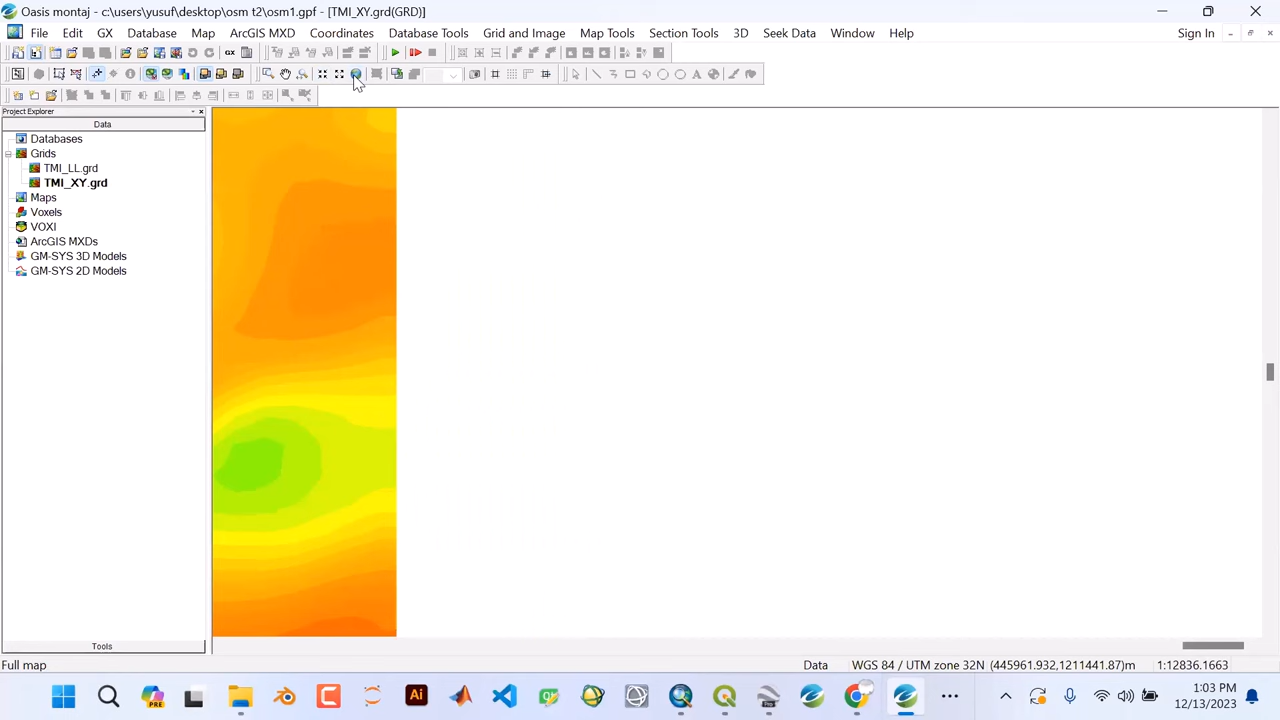 Oasis montaj - c:\users\yusuf\desktop\osm t2\osm1.gpf - [TMI_XY.grd(GRD)]
File Edit GX Database Map ArcGIS MXD Coordinates Database Tools Grid and Image Map Tools Section Tools 3D Seek Data Window Help Sign In
GX
Project Explorer
Data
Databases
Grids
TMI_LL.grd
TMI_XY.grd
Maps
Voxels
VOXI
ArcGIS MXDs
GM-SYS 3D Models
GM-SYS 2D Models
Tools
Full map Data WGS 84 / UTM zone 32N (445961.932,1211441.87)m 1:12836.1663
1:03 PM
12/13/2023